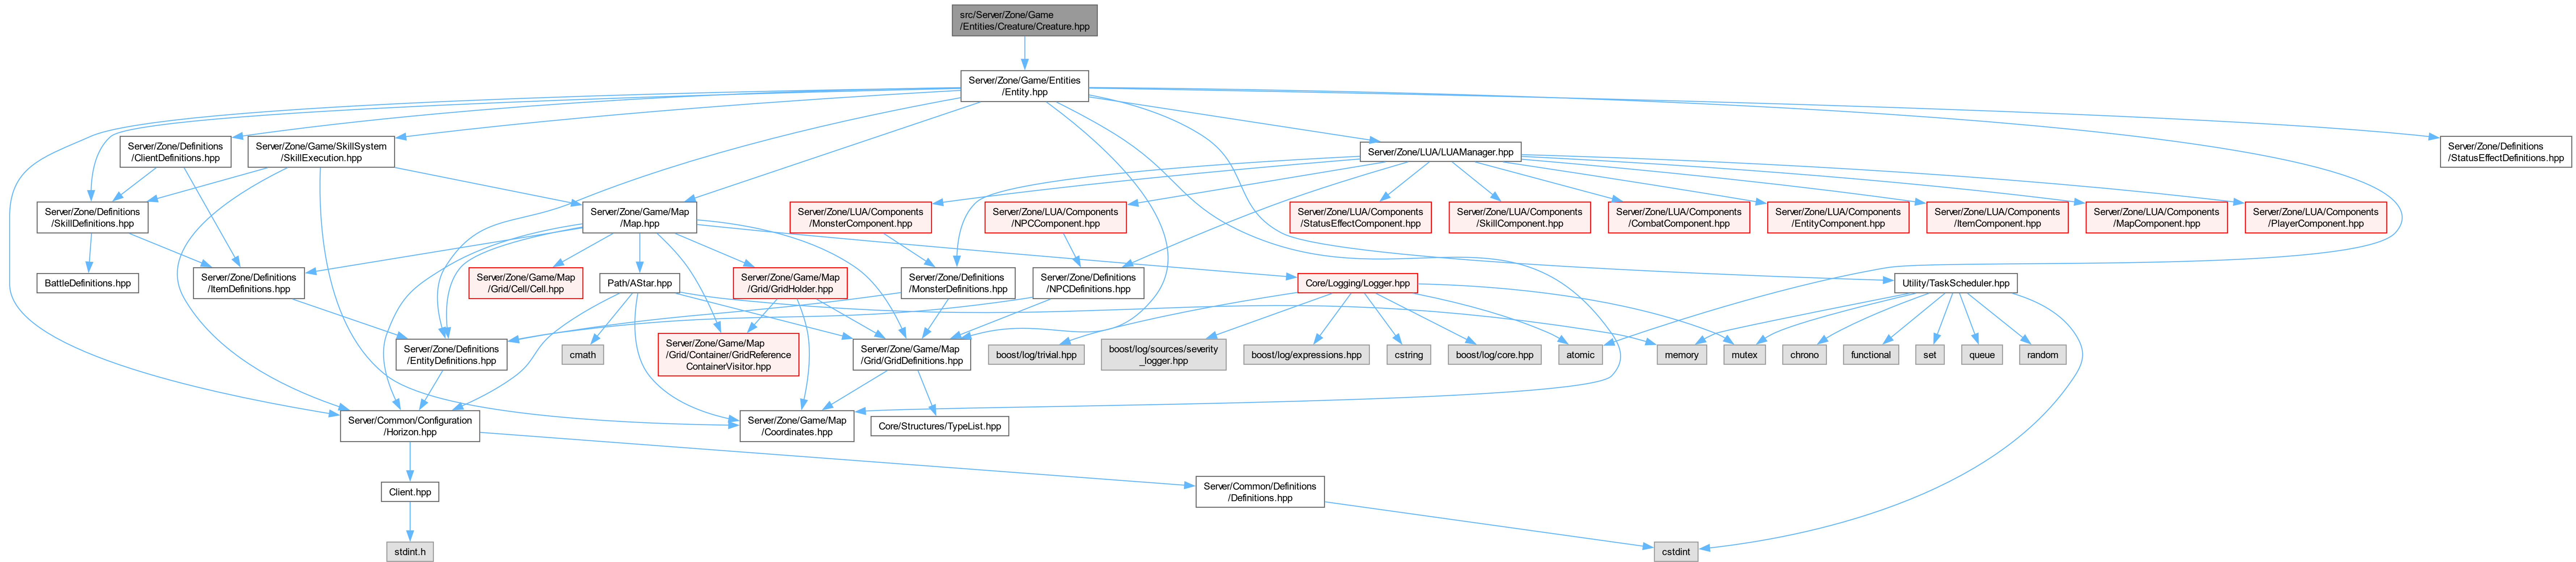 src/Server/Zone/Game
/Entities/Creature/Creature.hpp
Server/Zone/Game/Entities
/Entity.hpp
Server/Zone/Definitions
/ClientDefinitions.hpp
Server/Zone/Game/SkillSystem
/SkillExecution.hpp
Server/Zone/LUA/LUAManager.hpp
Server/Zone/Definitions
/StatusEffectDefinitions.hpp
Server/Zone/Definitions
/SkillDefinitions.hpp
Server/Zone/Game/Map
/Map.hpp
Server/Zone/LUA/Components
/MonsterComponent.hpp
Server/Zone/LUA/Components
/NPCComponent.hpp
Server/Zone/LUA/Components
/StatusEffectComponent.hpp
Server/Zone/LUA/Components
/SkillComponent.hpp
Server/Zone/LUA/Components
/CombatComponent.hpp
Server/Zone/LUA/Components
/EntityComponent.hpp
Server/Zone/LUA/Components
/ItemComponent.hpp
Server/Zone/LUA/Components
/MapComponent.hpp
Server/Zone/LUA/Components
/PlayerComponent.hpp
BattleDefinitions.hpp
Server/Zone/Definitions
/ItemDefinitions.hpp
Server/Zone/Game/Map
/Grid/Cell/Cell.hpp
Path/AStar.hpp
Server/Zone/Game/Map
/Grid/GridHolder.hpp
Server/Zone/Definitions
/MonsterDefinitions.hpp
Server/Zone/Definitions
/NPCDefinitions.hpp
Core/Logging/Logger.hpp
Utility/TaskScheduler.hpp
Server/Zone/Definitions
/EntityDefinitions.hpp
cmath
Server/Zone/Game/Map
/Grid/Container/GridReference
ContainerVisitor.hpp
Server/Zone/Game/Map
/Grid/GridDefinitions.hpp
boost/log/trivial.hpp
boost/log/sources/severity
_logger.hpp
boost/log/expressions.hpp
cstring
boost/log/core.hpp
atomic
memory
mutex
chrono
functional
set
queue
random
Server/Common/Configuration
/Horizon.hpp
Server/Zone/Game/Map
/Coordinates.hpp
Core/Structures/TypeList.hpp
Client.hpp
Server/Common/Definitions
/Definitions.hpp
stdint.h
cstdint